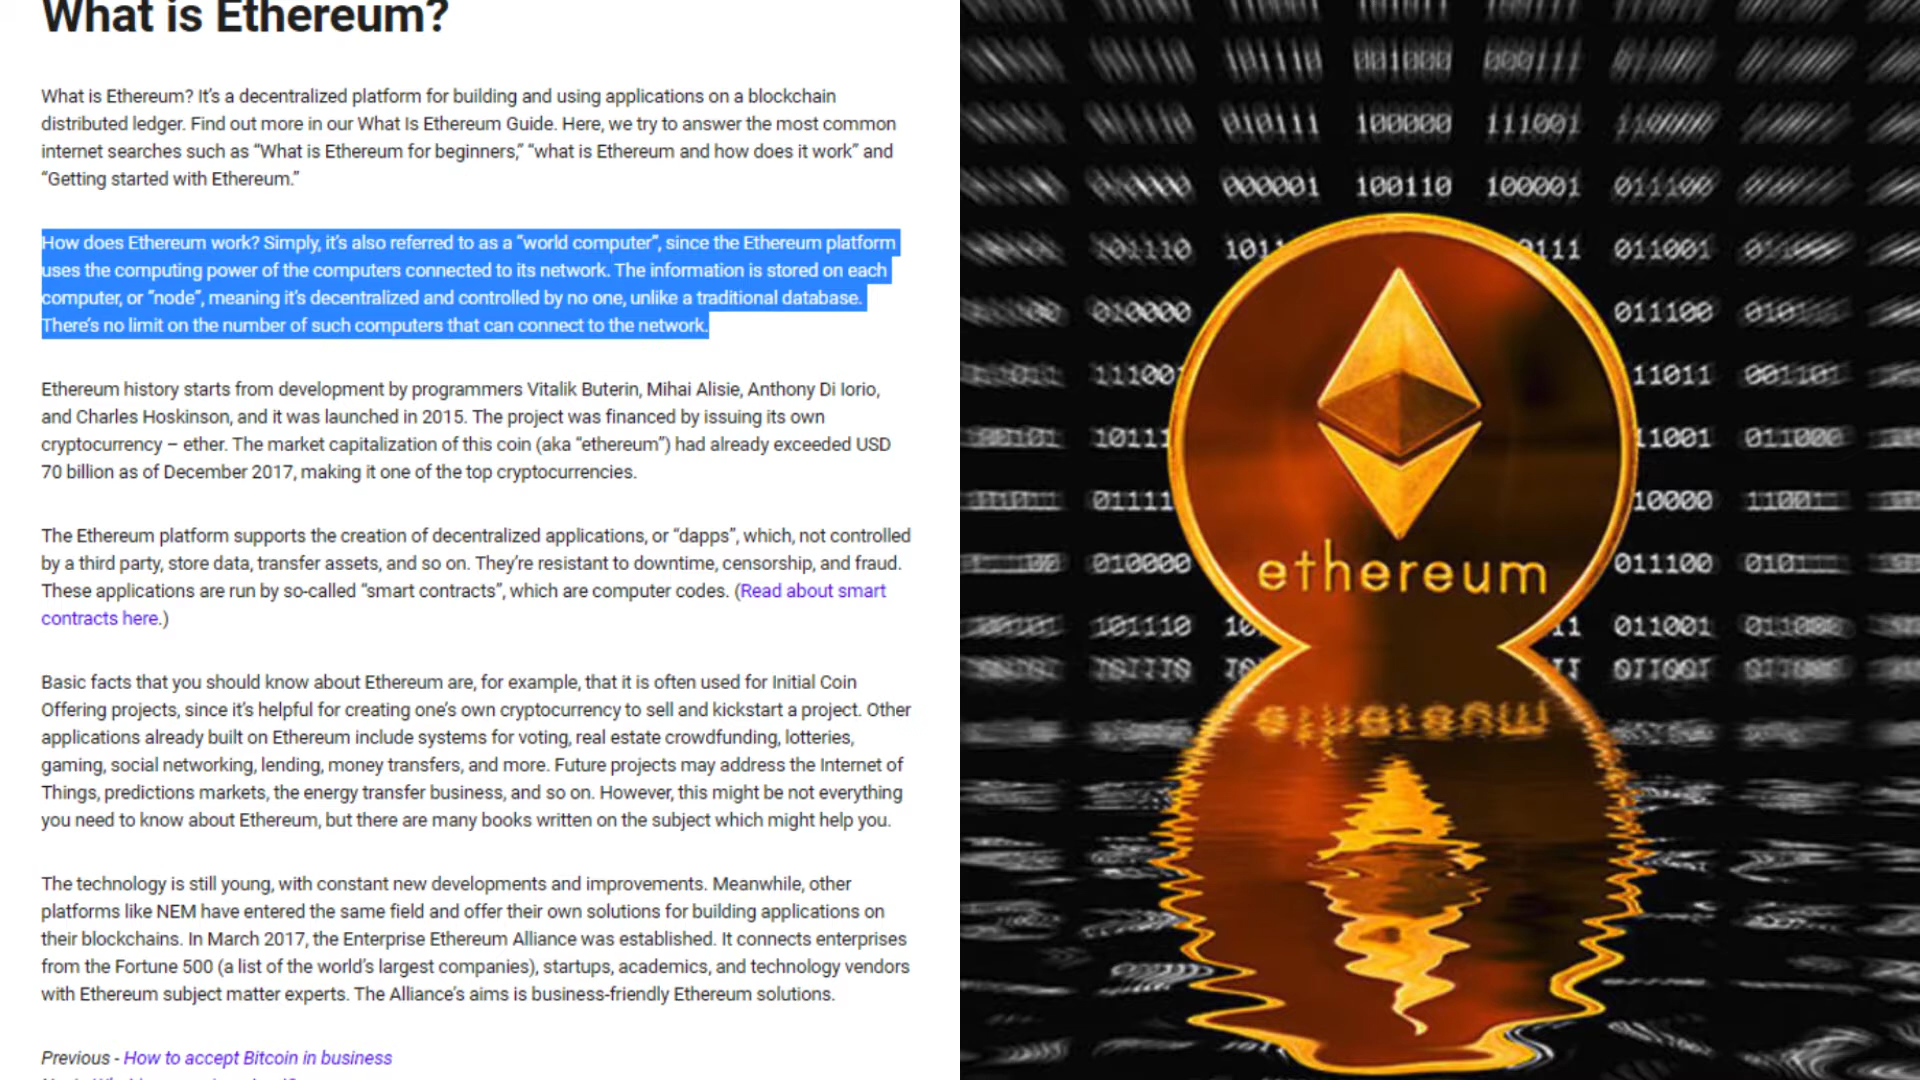 What is Ethereum?
What is Ethereum? It’s a decentralized platform for building and using applications on a blockchain
distributed ledger. Find out more in our What Is Ethereum Guide. Here, we try to answer the most common
internet searches such as “What is Ethereum for beginners,” “what is Ethereum and how does it work” and
“Getting started with Ethereum.”
How does Ethereum work? Simply, it’s also referred to as a “world computer”, since the Ethereum platform
uses the computing power of the computers connected to its network. The information is stored on each
computer, or “node”, meaning it’s decentralized and controlled by no one, unlike a traditional database.
There’s no limit on the number of such computers that can connect to the network.
Ethereum history starts from development by programmers Vitalik Buterin, Mihai Alisie, Anthony Di Iorio,
and Charles Hoskinson, and it was launched in 2015. The project was financed by issuing its own
cryptocurrency – ether. The market capitalization of this coin (aka “ethereum”) had already exceeded USD
70 billion as of December 2017, making it one of the top cryptocurrencies.
The Ethereum platform supports the creation of decentralized applications, or “dapps”, which, not controlled
by a third party, store data, transfer assets, and so on. They’re resistant to downtime, censorship, and fraud.
These applications are run by so-called “smart contracts”, which are computer codes. (Read about smart
contracts here.)
Basic facts that you should know about Ethereum are, for example, that it is often used for Initial Coin
Offering projects, since it’s helpful for creating one’s own cryptocurrency to sell and kickstart a project. Other
applications already built on Ethereum include systems for voting, real estate crowdfunding, lotteries,
gaming, social networking, lending, money transfers, and more. Future projects may address the Internet of
Things, predictions markets, the energy transfer business, and so on. However, this might be not everything
you need to know about Ethereum, but there are many books written on the subject which might help you.
The technology is still young, with constant new developments and improvements. Meanwhile, other
platforms like NEM have entered the same field and offer their own solutions for building applications on
their blockchains. In March 2017, the Enterprise Ethereum Alliance was established. It connects enterprises
from the Fortune 500 (a list of the world’s largest companies), startups, academics, and technology vendors
with Ethereum subject matter experts. The Alliance’s aims is business-friendly Ethereum solutions.
Previous - How to accept Bitcoin in business
010111 100000 111001
000001 100110 100001
101110 011001
010000 011100
010000 011100
101110 011001
ethereum